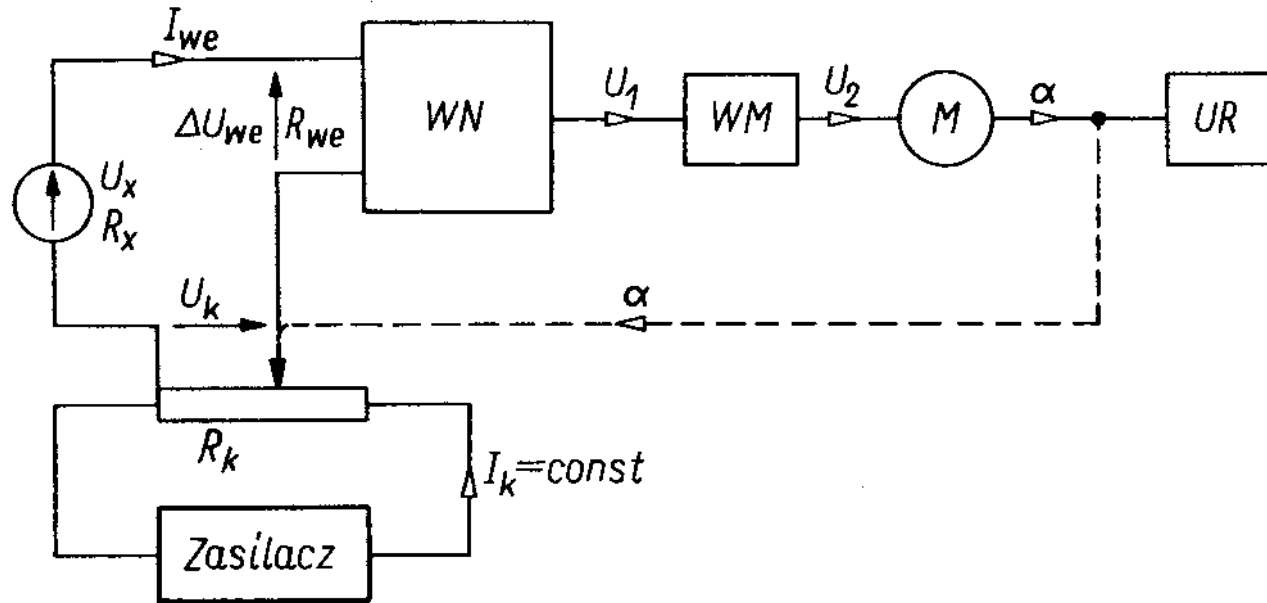 I_we
ΔU_we R_we
WN
U_1
WM
U_2
M
α
UR
U_x
R_x
U_k
α
R_k
I_k=const
Zasilacz